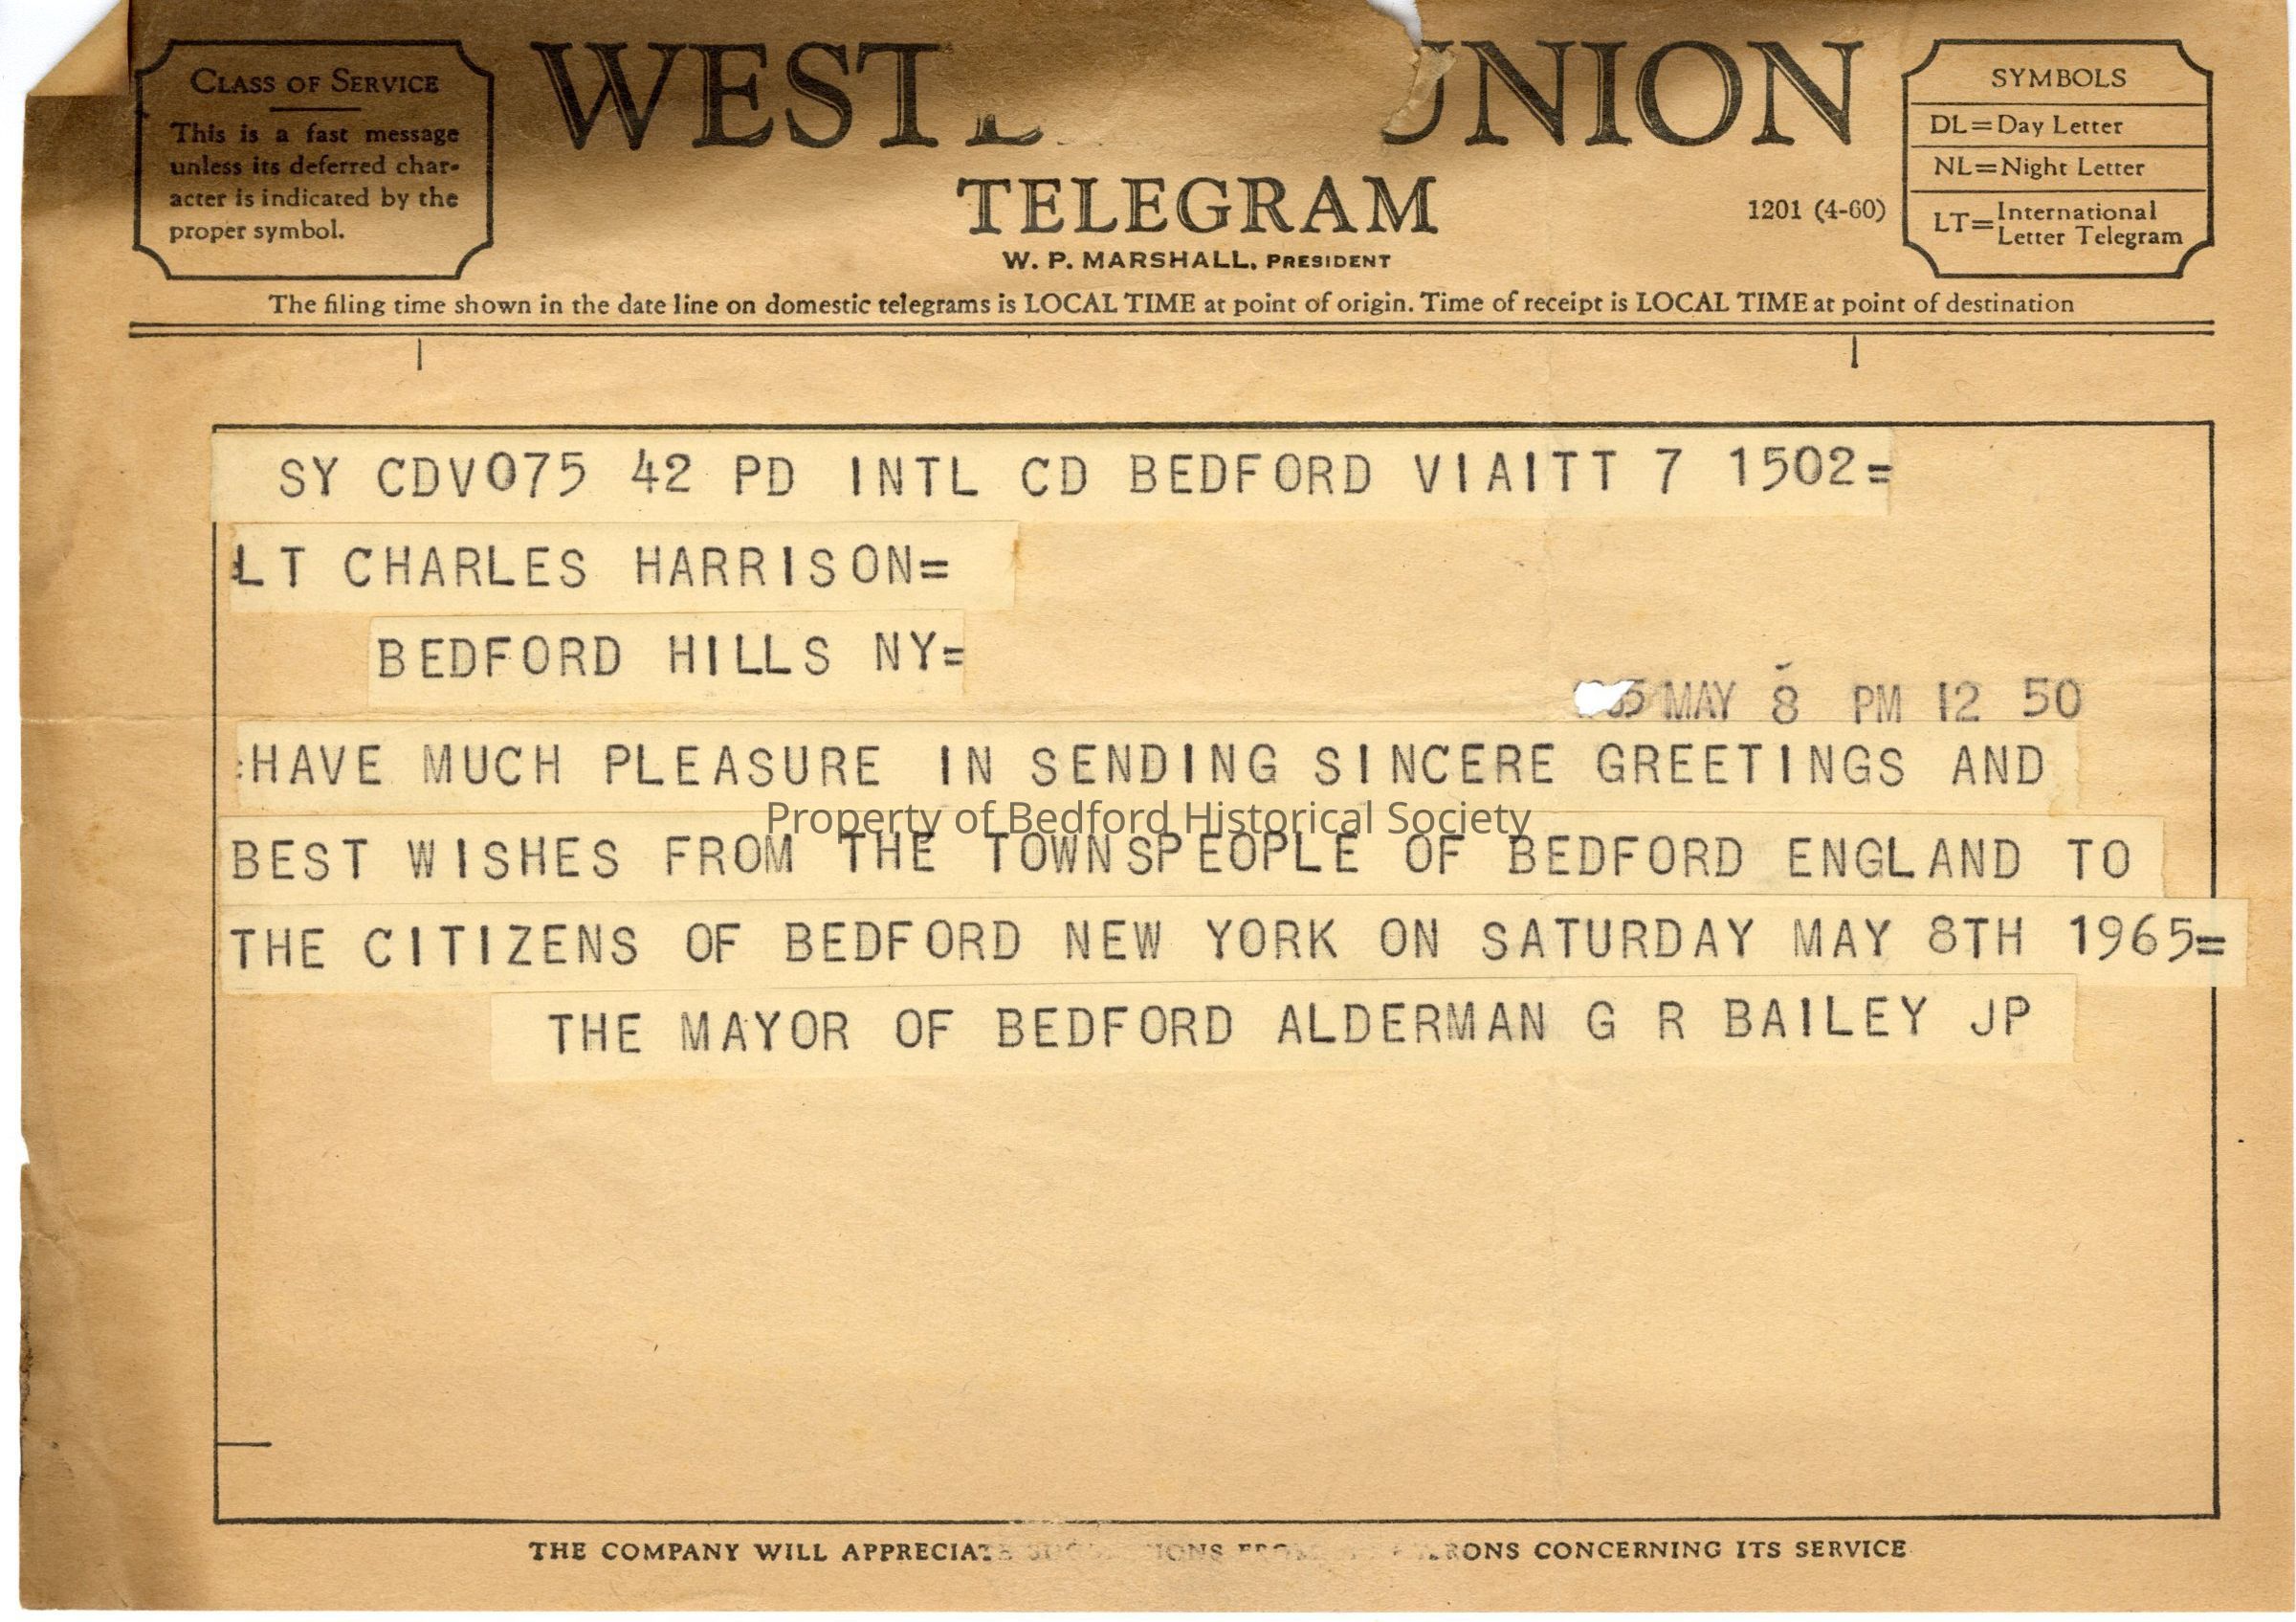 CLASS OF SERVICE
This is a fast message
unless its deferred char-
acter is indicated by the
proper symbol.
WEST UNION
TELEGRAM
W. P. MARSHALL, PRESIDENT
1201 (4-60)
SYMBOLS
DL=Day Letter
NL=Night Letter
LT=International
Letter Telegram
The filing time shown in the date line on domestic telegrams is LOCAL TIME at point of origin. Time of receipt is LOCAL TIME at point of destination
SY CDV075 42 PD INTL CD BEDFORD VIAITT 7 1502=
LT CHARLES HARRISON=
BEDFORD HILLS NY=
MAY 8 PM 12 50
:HAVE MUCH PLEASURE IN SENDING SINCERE GREETINGS AND
Property of Bedford Historical Society
BEST WISHES FROM THE TOWNSPEOPLE OF BEDFORD ENGLAND TO
THE CITIZENS OF BEDFORD NEW YORK ON SATURDAY MAY 8TH 1965=
THE MAYOR OF BEDFORD ALDERMAN G R BAILEY JP
THE COMPANY WILL APPRECIATE CONCERNING ITS SERVICE